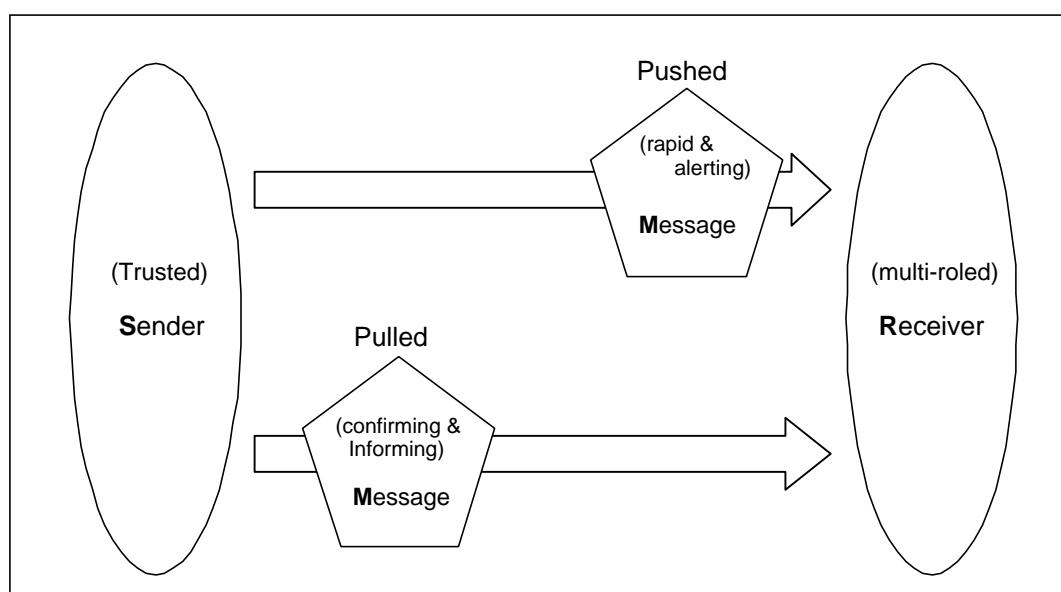 Pushed
(rapid &
alerting)
Message
(Trusted)
Sender
(multi-roled)
Receiver
Pulled
(confirming &
Informing)
Message